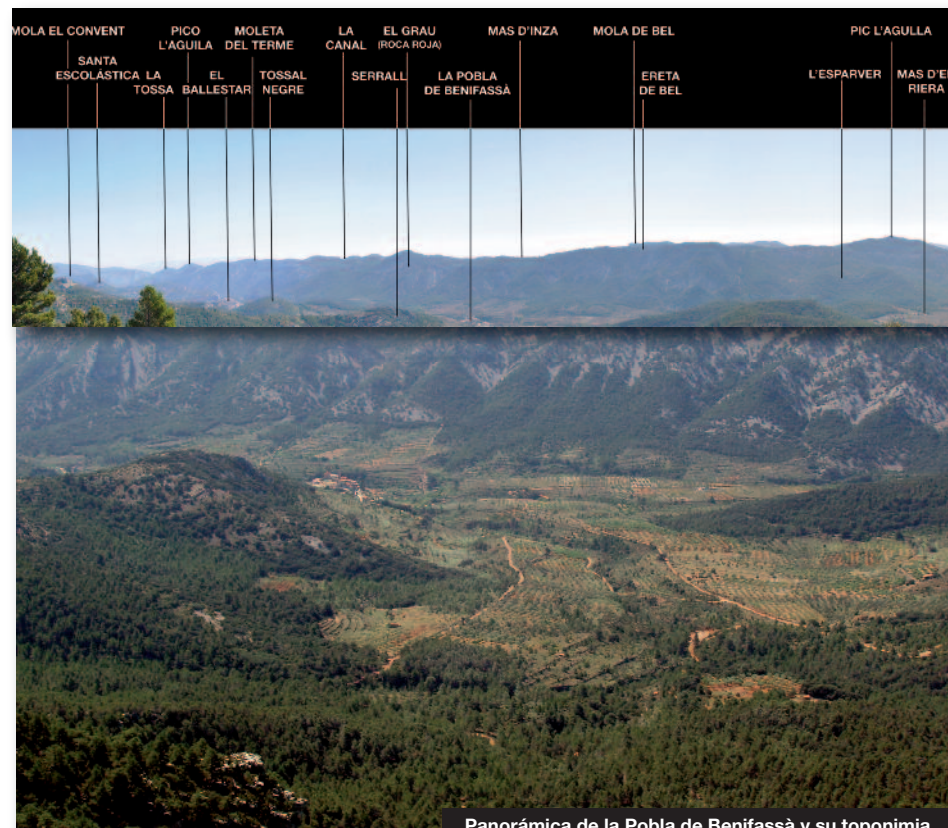 MOLA EL CONVENT
SANTA
ESCOLÁSTICA
LA
TOSSA
PICO
L'AGUILA
EL
BALLESTAR
MOLETA
DEL TERME
TOSSAL
NEGRE
LA
CANAL
SERRALL
EL GRAU
(ROCA ROJA)
LA POBLA
DE BENIFASSÀ
MAS D'INZA
MOLA DE BEL
ERETA
DE BEL
L'ESPARVER
PIC L'AGULLA
MAS D'E
RIERA
Panorámica de la Pobla de Benifassà y su toponimia